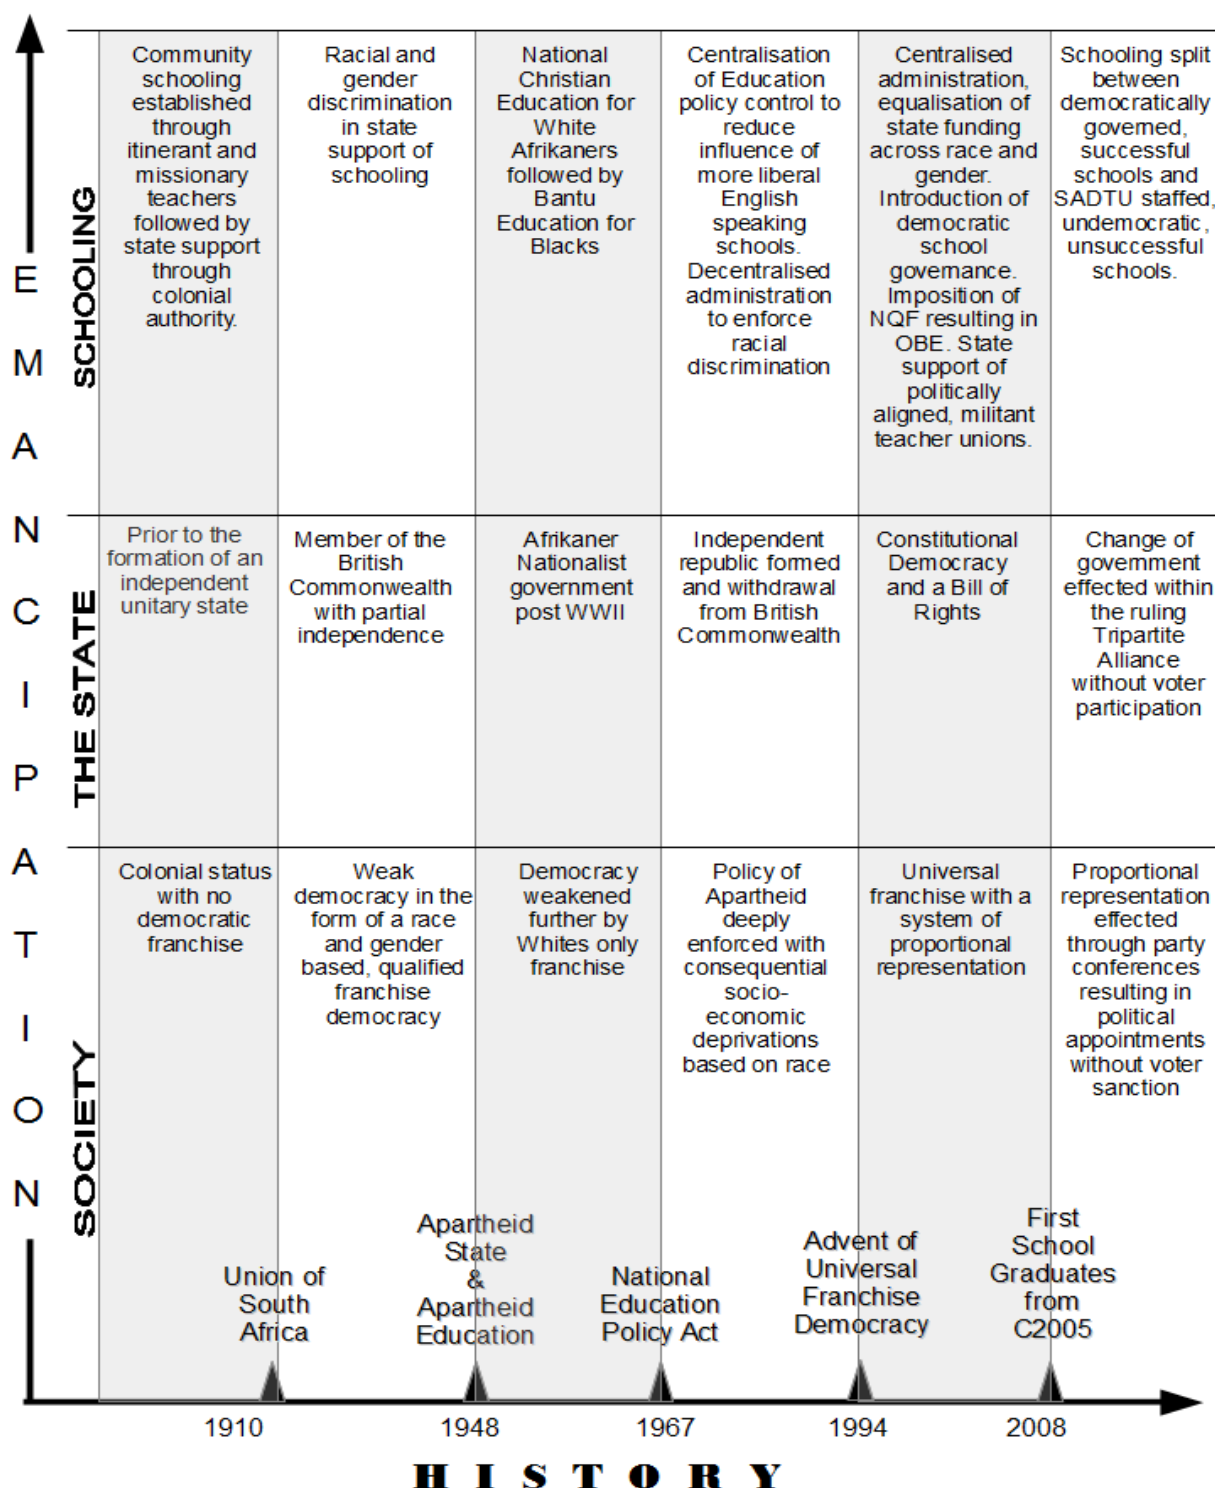 Community
schooling
established
through
itinerant and
missionary
teachers
followed by
state support
through
colonial
authority.
Racial and
gender
discrimination
in state
support of
schooling
National
Christian
Education for
White
Afrikaners
followed by
Bantu
Education for
Blacks
Centralisation
of Education
policy control to
reduce
influence of
more liberal
English
speaking
schools.
Decentralised
administration
to enforce
racial
discrimination
Centralised
administration,
equalisation of
state funding
across race and
gender.
Introduction of
democratic
school
governance.
Imposition of
NQF resulting in
OBE. State
support of
politically
aligned, militant
teacher unions.
Schooling split
between
democratically
governed,
successful
schools and
SADTU staffed,
undemocratic,
unsuccessful
schools.
SCHOOLING
EMANCIPATION
Prior to the
formation of an
independent
unitary state
Member of the
British
Commonwealth
with partial
independence
Afrikaner
Nationalist
government
post WWII
Independent
republic formed
and withdrawal
from British
Commonwealth
Constitutional
Democracy
and a Bill of
Rights
Change of
government
effected within
the ruling
Tripartite
Alliance
without voter
participation
THE STATE
Colonial status
with no
democratic
franchise
Weak
democracy in the
form of a race
and gender
based, qualified
franchise
democracy
Democracy
weakened
further by
Whites only
franchise
Policy of
Apartheid
deeply
enforced with
consequential
socio-
economic
deprivations
based on race
Universal
franchise with a
system of
proportional
representation
Proportional
representation
effected
through party
conferences
resulting in
political
appointments
without voter
sanction
SOCIETY
Union of
South
Africa
Apartheid
State
&
Apartheid
Education
National
Education
Policy Act
Advent of
Universal
Franchise
Democracy
First
School
Graduates
from
C2005
1910
1948
1967
1994
2008
HISTORY